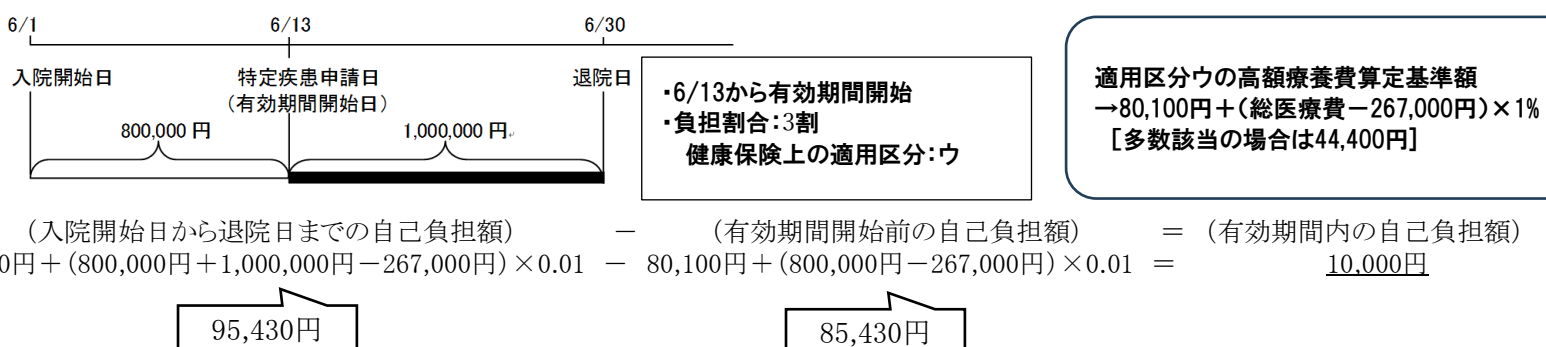 6/1 6/13 6/30
入院開始日 特定疾患申請日 退院日
(有効期間開始日)
800,000 円 1,000,000 円
・6/13から有効期間開始
・負担割合:3割
健康保険上の適用区分:ウ
適用区分ウの高額療養費算定基準額
→80,100円+(総医療費-267,000円)×1%
[多数該当の場合は44,400円]
(入院開始日から退院日までの自己負担額) - (有効期間開始前の自己負担額) = (有効期間内の自己負担額)
0円+(800,000円+1,000,000円-267,000円)×0.01 - 80,100円+(800,000円-267,000円)×0.01 = 10,000円
95,430円 85,430円